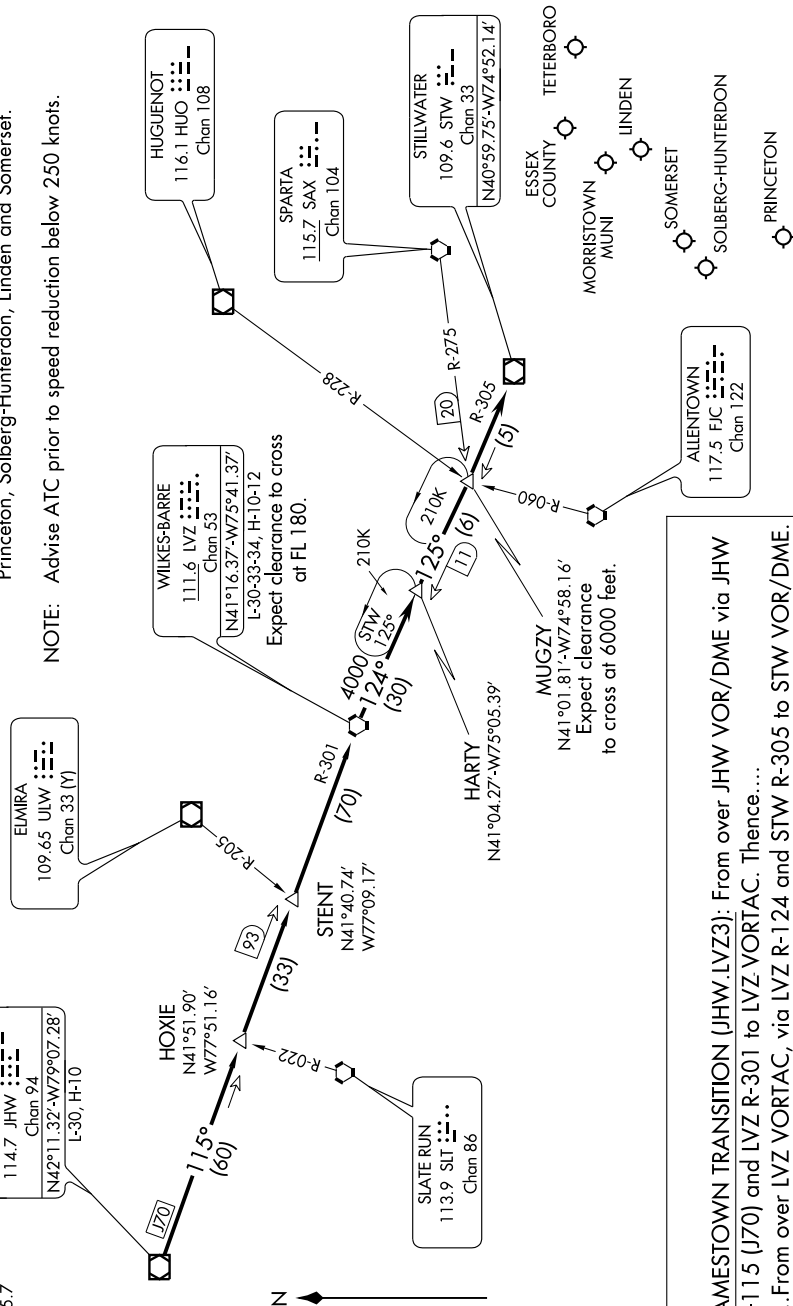 Princeton, Solberg-Hunterdon, Linden and Somerset.
NOTE: Advise ATC prior to speed reduction below 250 knots.
5.7
114.7 JHW
Chan 94
N42°11.32'-W79°07.28'
L-30, H-10
ELMIRA
109.65 ULW
Chan 33 (Y)
WILKES-BARRE
111.6 LVZ
Chan 53
N41°16.37'-W75°41.37'
L-30-33-34, H-10-12
Expect clearance to cross
at FL 180.
HUGUENOT
116.1 HUO
Chan 108
SPARTA
115.7 SAX
Chan 104
STILLWATER
109.6 STW
Chan 33
N40°59.75'-W74°52.14'
J70
115°
(60)
HOXIE
N41°51.90'
W77°51.16'
R-022
SLATE RUN
113.9 SLT
Chan 86
(33)
93
R-205
STENT
N41°40.74'
W77°09.17'
(70)
R-301
4000
124°
(30)
STW
125°
210K
HARTY
N41°04.27'-W75°05.39'
125°
(6)
11
210K
R-228
MUGZY
N41°01.81'-W74°58.16'
Expect clearance
to cross at 6000 feet.
20
R-275
R-305
(5)
R-060
ALLENTOWN
117.5 FJC
Chan 122
ESSEX
COUNTY
TETERBORO
MORRISTOWN
MUNI
LINDEN
SOMERSET
SOLBERG-HUNTERDON
PRINCETON
N
AMESTOWN TRANSITION (JHW.LVZ3): From over JHW VOR/DME via JHW
-115 (J70) and LVZ R-301 to LVZ VORTAC. Thence....
..From over LVZ VORTAC, via LVZ R-124 and STW R-305 to STW VOR/DME.